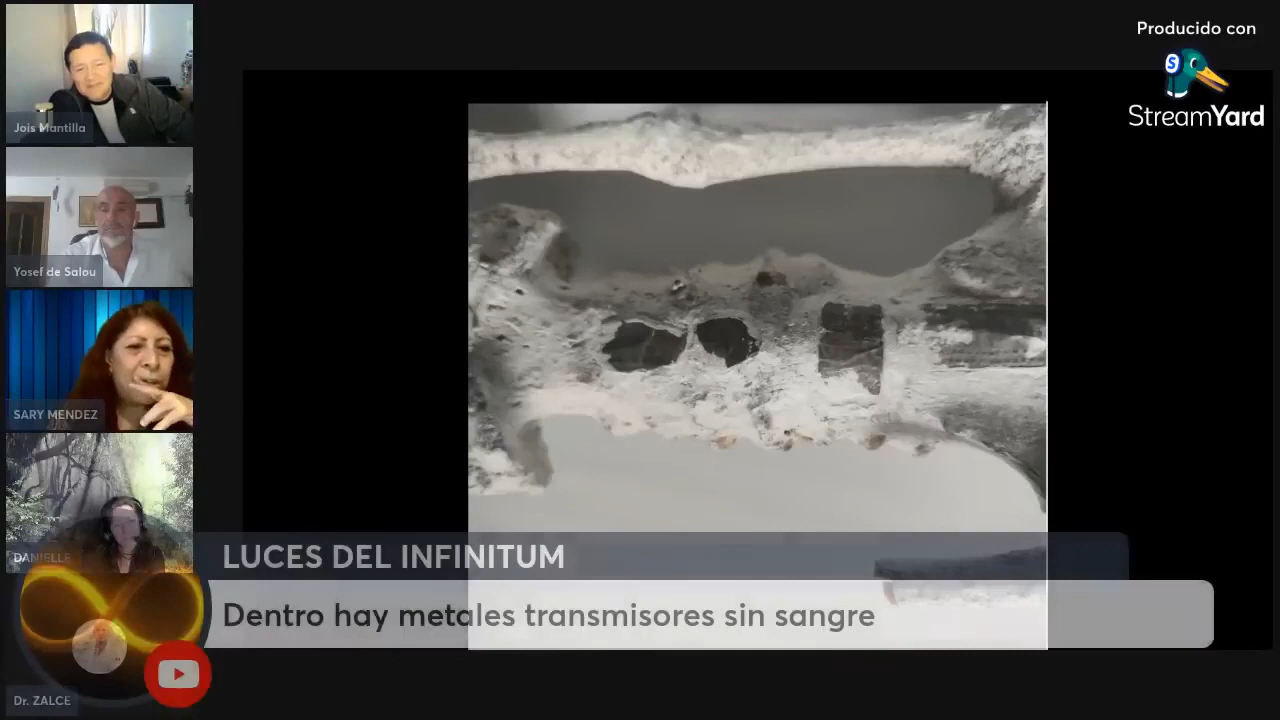 Producido con
StreamYard
Jois Mantilla
Yosef de Salou
SARY MENDEZ
DANIELLE
LUCES DEL INFINITUM
Dentro hay metales transmisores sin sangre
Dr. ZALCE